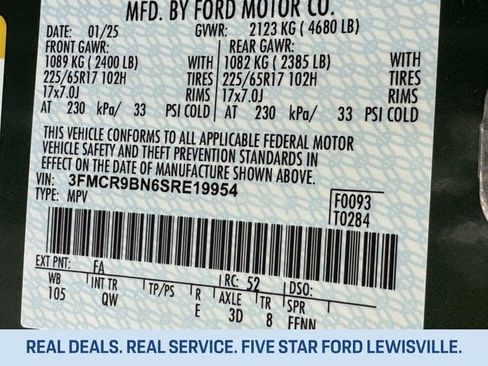 MFD. BY FORD MOTOR CO.
DATE: 01/25 GVWR: 2123 KG ( 4680 LB)
FRONT GAWR: REAR GAWR:
1089 KG ( 2400 LB) WITH 1082 KG ( 2385 LB) WITH
225/65R17 102H TIRES 225/65R17 102H TIRES
17x7.0J RIMS 17x7.0J RIMS
AT 230 kPa/ 33 PSI COLD AT 230 kPa/ 33 PSI COLD
THIS VEHICLE CONFORMS TO ALL APPLICABLE FEDERAL MOTOR
VEHICLE SAFETY AND THEFT PREVENTION STANDARDS IN
EFFECT ON THE DATE OF MANUFACTURE SHOWN ABOVE.
VIN: 3FMCR9BN6SRE19954
TYPE: MPV
F0093
T0284
EXT PNT: FA RC: 52 DSO:
WB INT TR TP/PS R AXLE TR SPR
105 QW E 3D 8 FFNN
REAL DEALS. REAL SERVICE. FIVE STAR FORD LEWISVILLE.